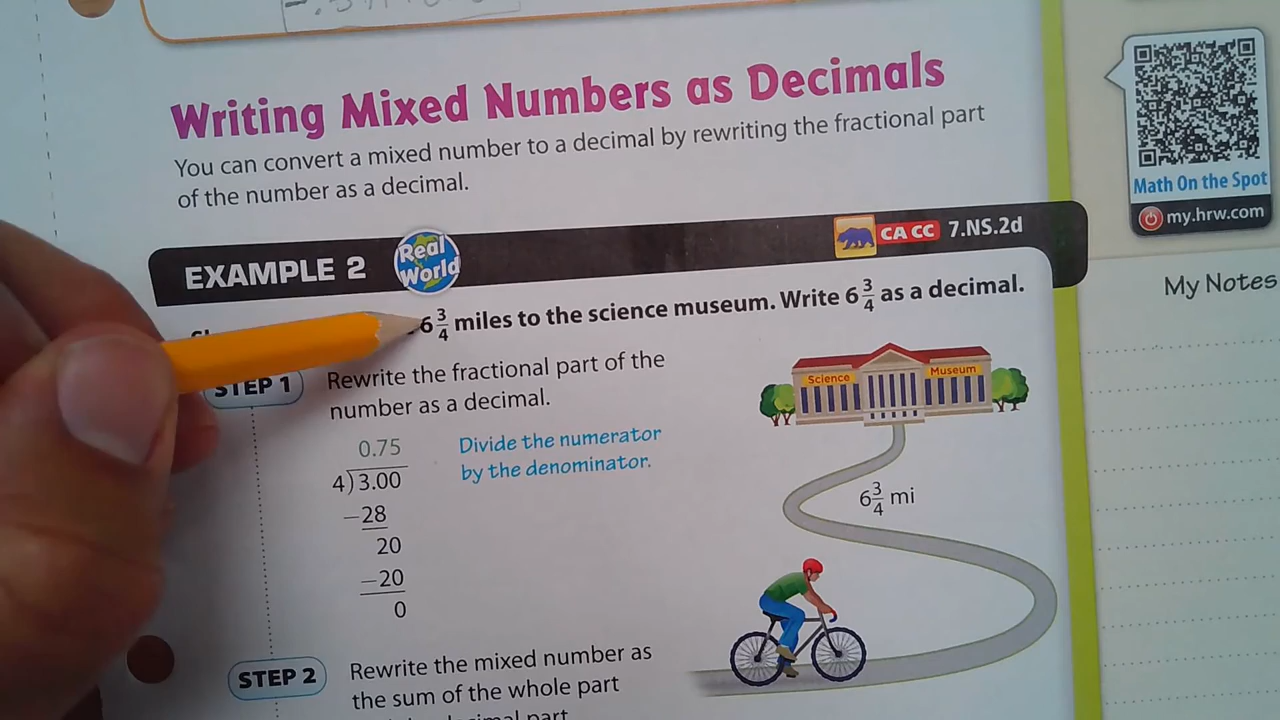 Writing Mixed Numbers as Decimals
You can convert a mixed number to a decimal by rewriting the fractional part
of the number as a decimal.
Math On the Spot
my.hrw.com
EXAMPLE 2 Real World CA CC 7.NS.2d
My Notes
6 3/4 miles to the science museum. Write 6 3/4 as a decimal.
STEP 1 Rewrite the fractional part of the
number as a decimal.
Science Museum
0.75
4)3.00
−28
20
−20
0
Divide the numerator
by the denominator.
6 3/4 mi
STEP 2 Rewrite the mixed number as
the sum of the whole part